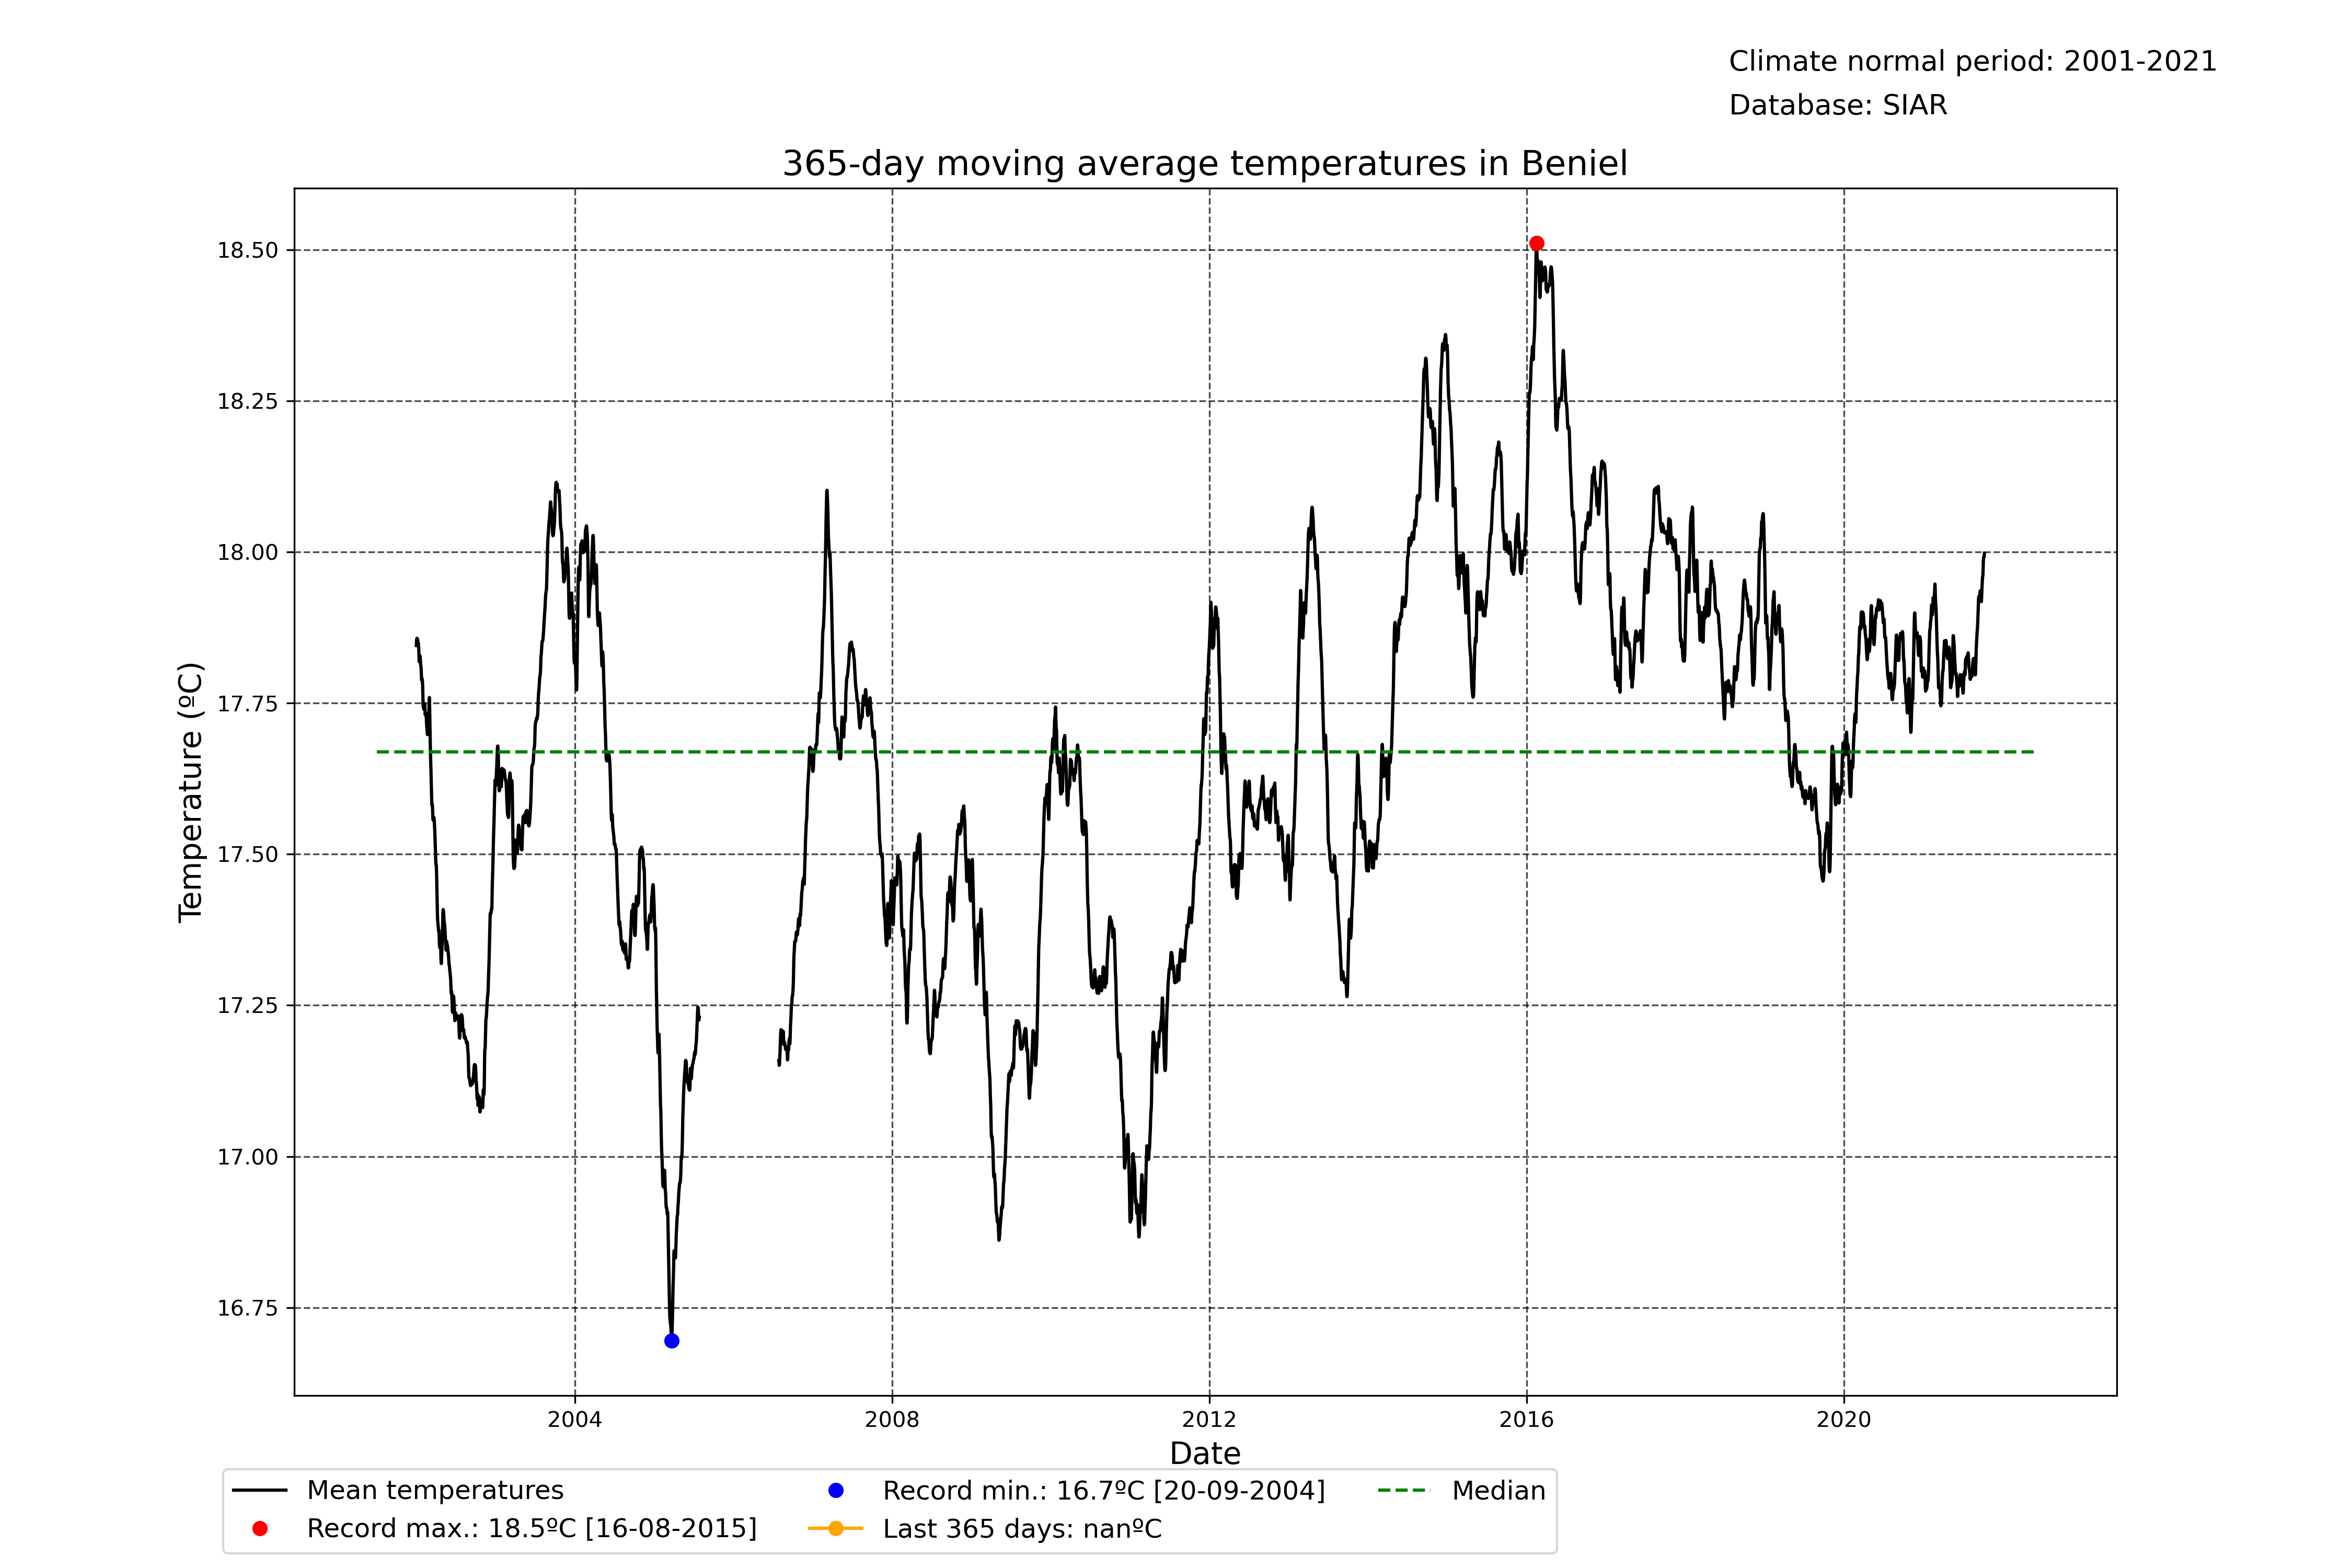 Climate normal period: 2001-2021
Database: SIAR
365-day moving average temperatures in Beniel
Temperature (ºC)
18.50
18.25
18.00
17.75
17.50
17.25
17.00
16.75
2004
2008
2012
2016
2020
Date
Mean temperatures
Record max.: 18.5ºC [16-08-2015]
Record min.: 16.7ºC [20-09-2004]
Last 365 days: nanºC
Median